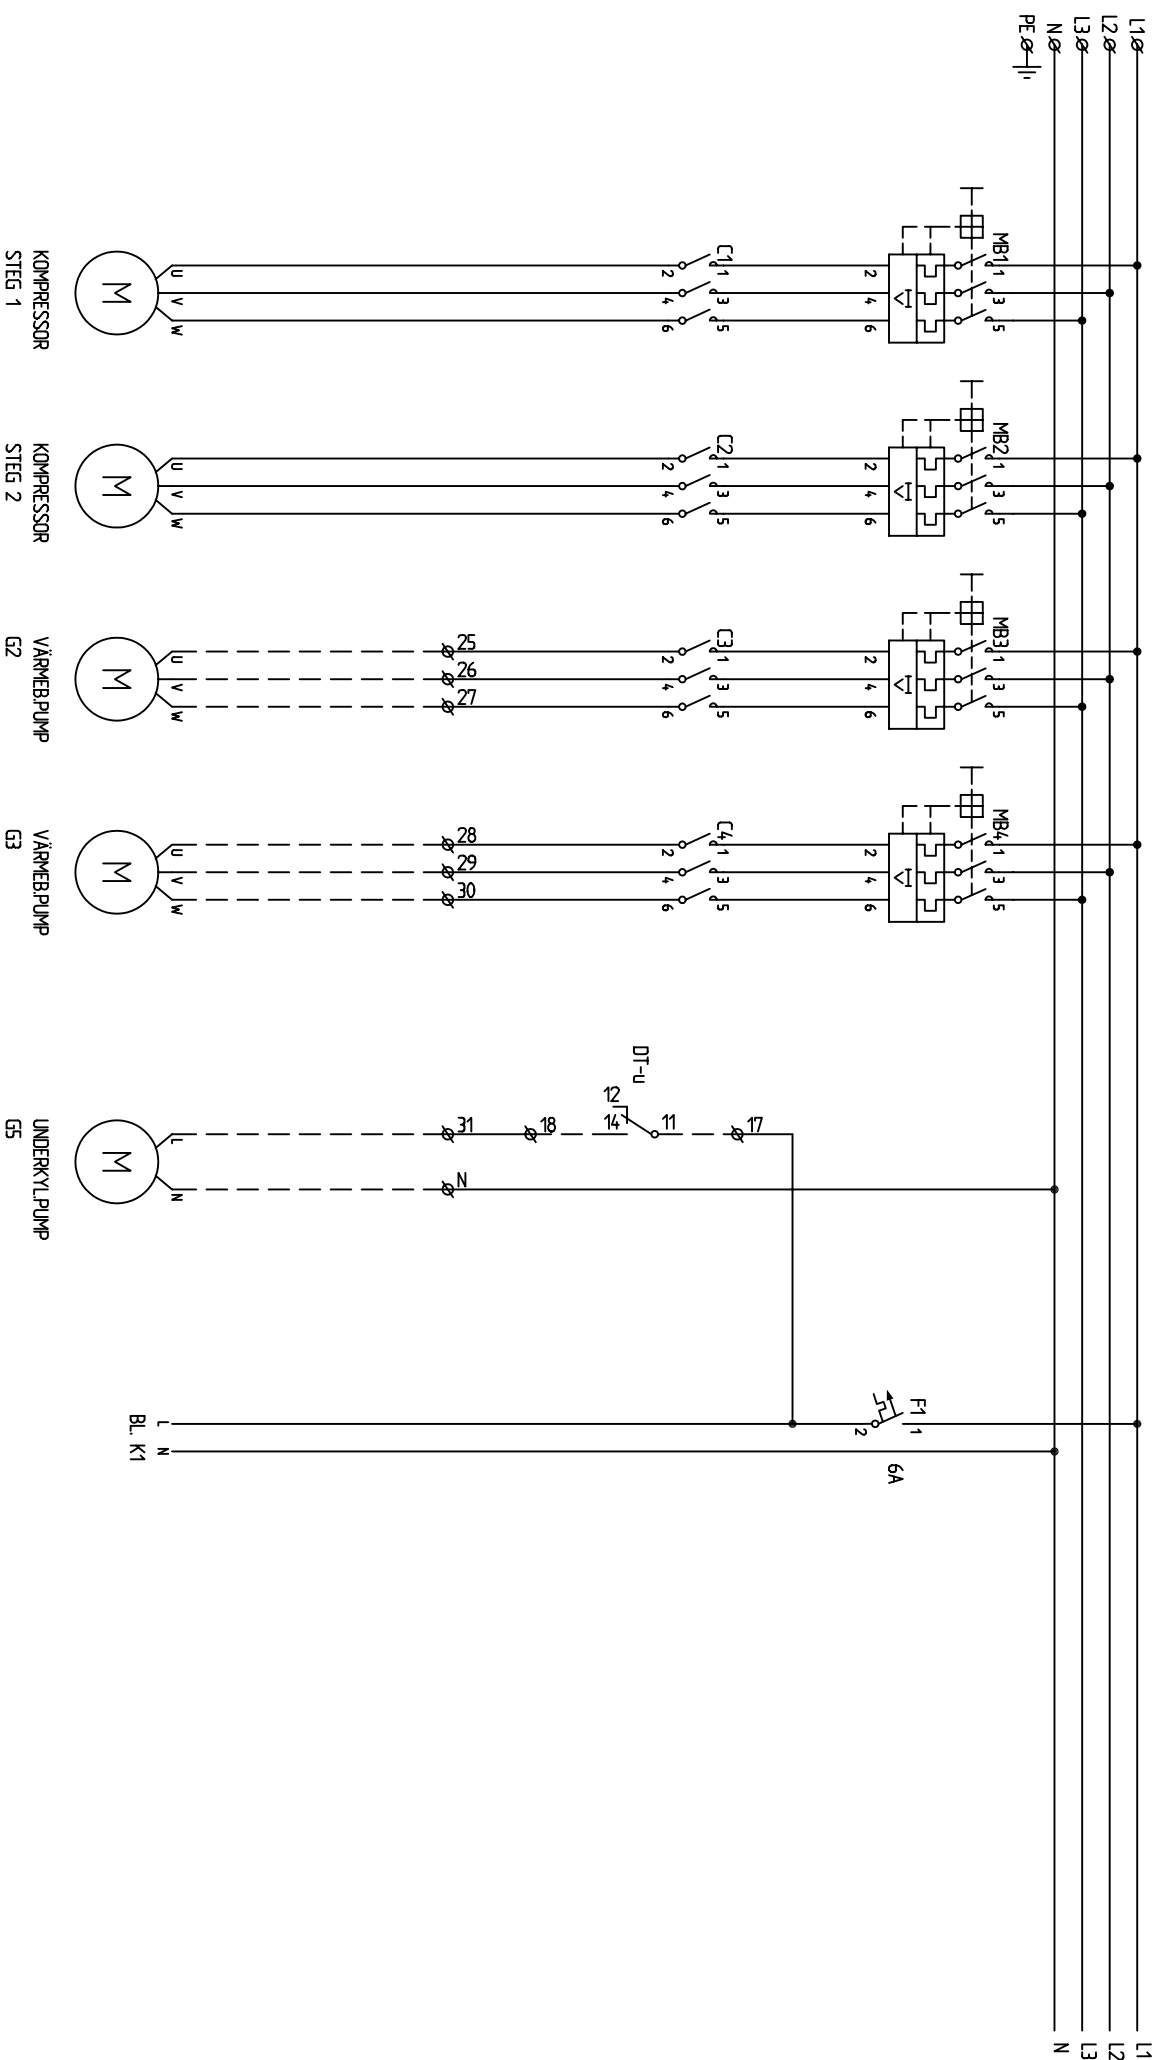 L1
L2
L3
N
PE
L1
L2
L3
N
MB1
1 3 5
2 4 6
C1
1 3 5
2 4 6
U V W
M
KOMPRESSOR
STEG 1
MB2
1 3 5
2 4 6
C2
1 3 5
2 4 6
U V W
M
KOMPRESSOR
STEG 2
MB3
1 3 5
2 4 6
C3
1 3 5
2 4 6
25
26
27
U V W
M
VÄRMEB.PUMP
G2
MB4
1 3 5
2 4 6
C4
1 3 5
2 4 6
28
29
30
U V W
M
VÄRMEB.PUMP
G3
17
11
DT-u
12
14
18
31
N
L N
M
UNDERKYL.PUMP
G5
F1
1
2
6A
L N
BL. K1